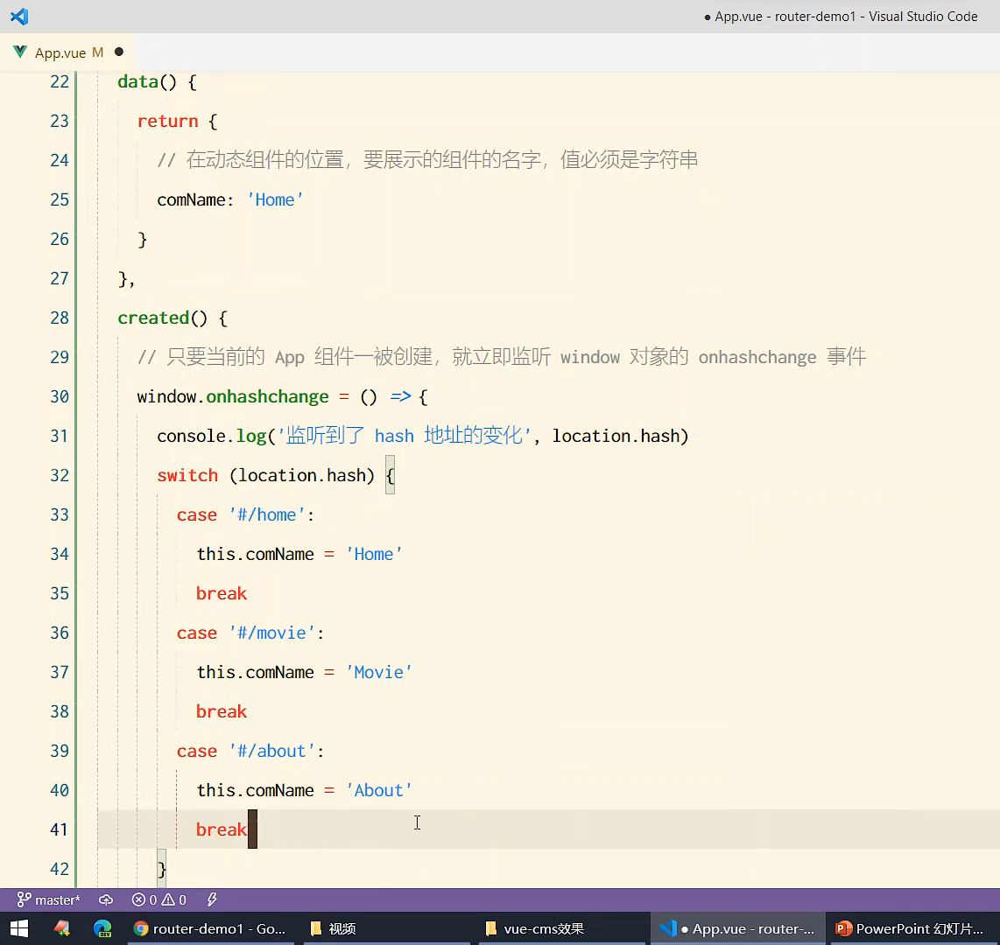 ● App.vue - router-demo1 - Visual Studio Code
App.vue M ●
22 data() {
23 return {
24 // 在动态组件的位置，要展示的组件的名字，值必须是字符串
25 comName: 'Home'
26 }
27 },
28 created() {
29 // 只要当前的 App 组件一被创建，就立即监听 window 对象的 onhashchange 事件
30 window.onhashchange = () => {
31 console.log('监听到了 hash 地址的变化', location.hash)
32 switch (location.hash) {
33 case '#/home':
34 this.comName = 'Home'
35 break
36 case '#/movie':
37 this.comName = 'Movie'
38 break
39 case '#/about':
40 this.comName = 'About'
41 break
42 }
master* 0 0
DEV router-demo1 - Go... 视频 vue-cms效果 ● App.vue - router-... PowerPoint 幻灯片...